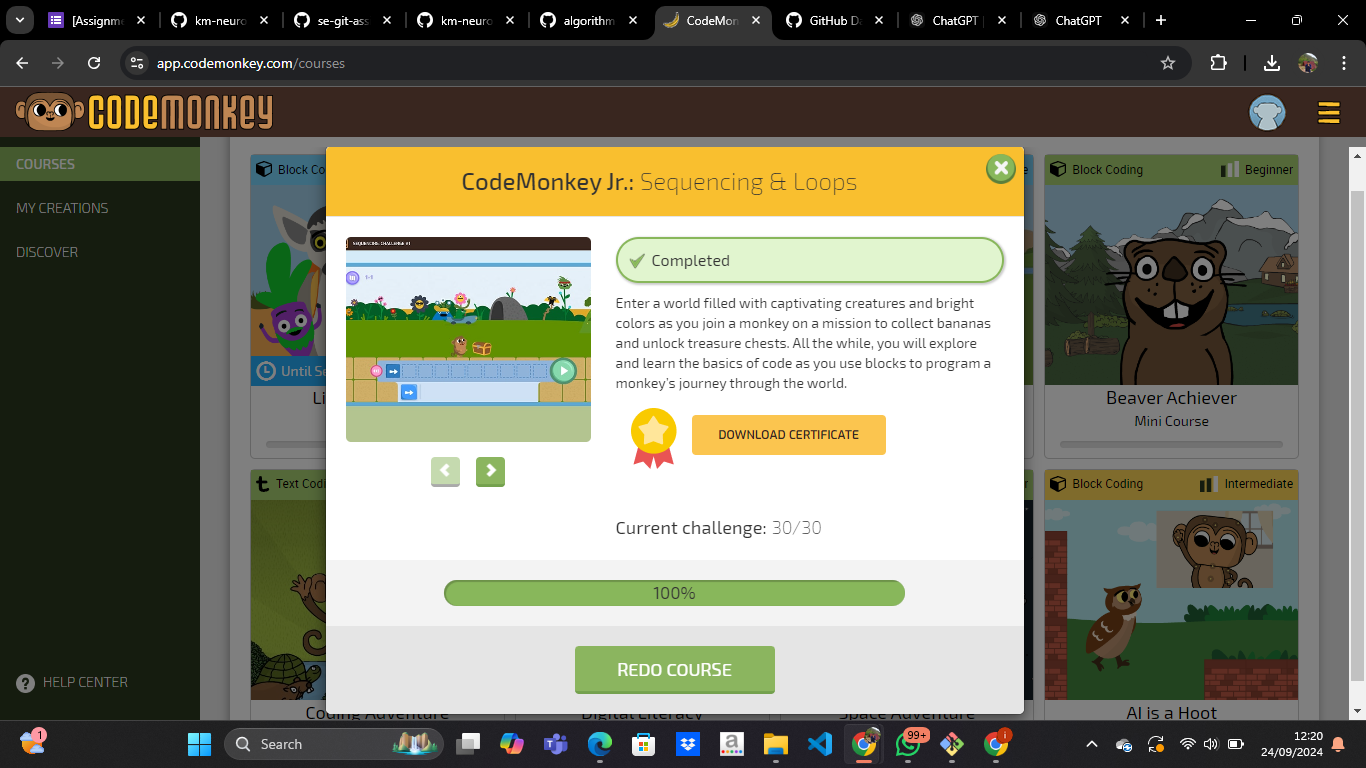 [Assignme
km-neuro
se-git-ass
km-neuro
algorithm
CodeMon
GitHub Da
ChatGPT |
ChatGPT
app.codemonkey.com/courses
CODEMONKEY
COURSES
MY CREATIONS
DISCOVER
HELP CENTER
Block Co
Until Se
Li
Text Codi
Coding Adventure
Digital Literacy
Space Adventure
Block Coding Beginner
Beaver Achiever
Mini Course
Block Coding Intermediate
AI is a Hoot
CodeMonkey Jr.: Sequencing & Loops
SEQUENCING CHALLENGE #1
Completed
Enter a world filled with captivating creatures and bright
colors as you join a monkey on a mission to collect bananas
and unlock treasure chests. All the while, you will explore
and learn the basics of code as you use blocks to program a
monkey's journey through the world.
DOWNLOAD CERTIFICATE
Current challenge: 30/30
100%
REDO COURSE
1
Search
99+
12:20
24/09/2024